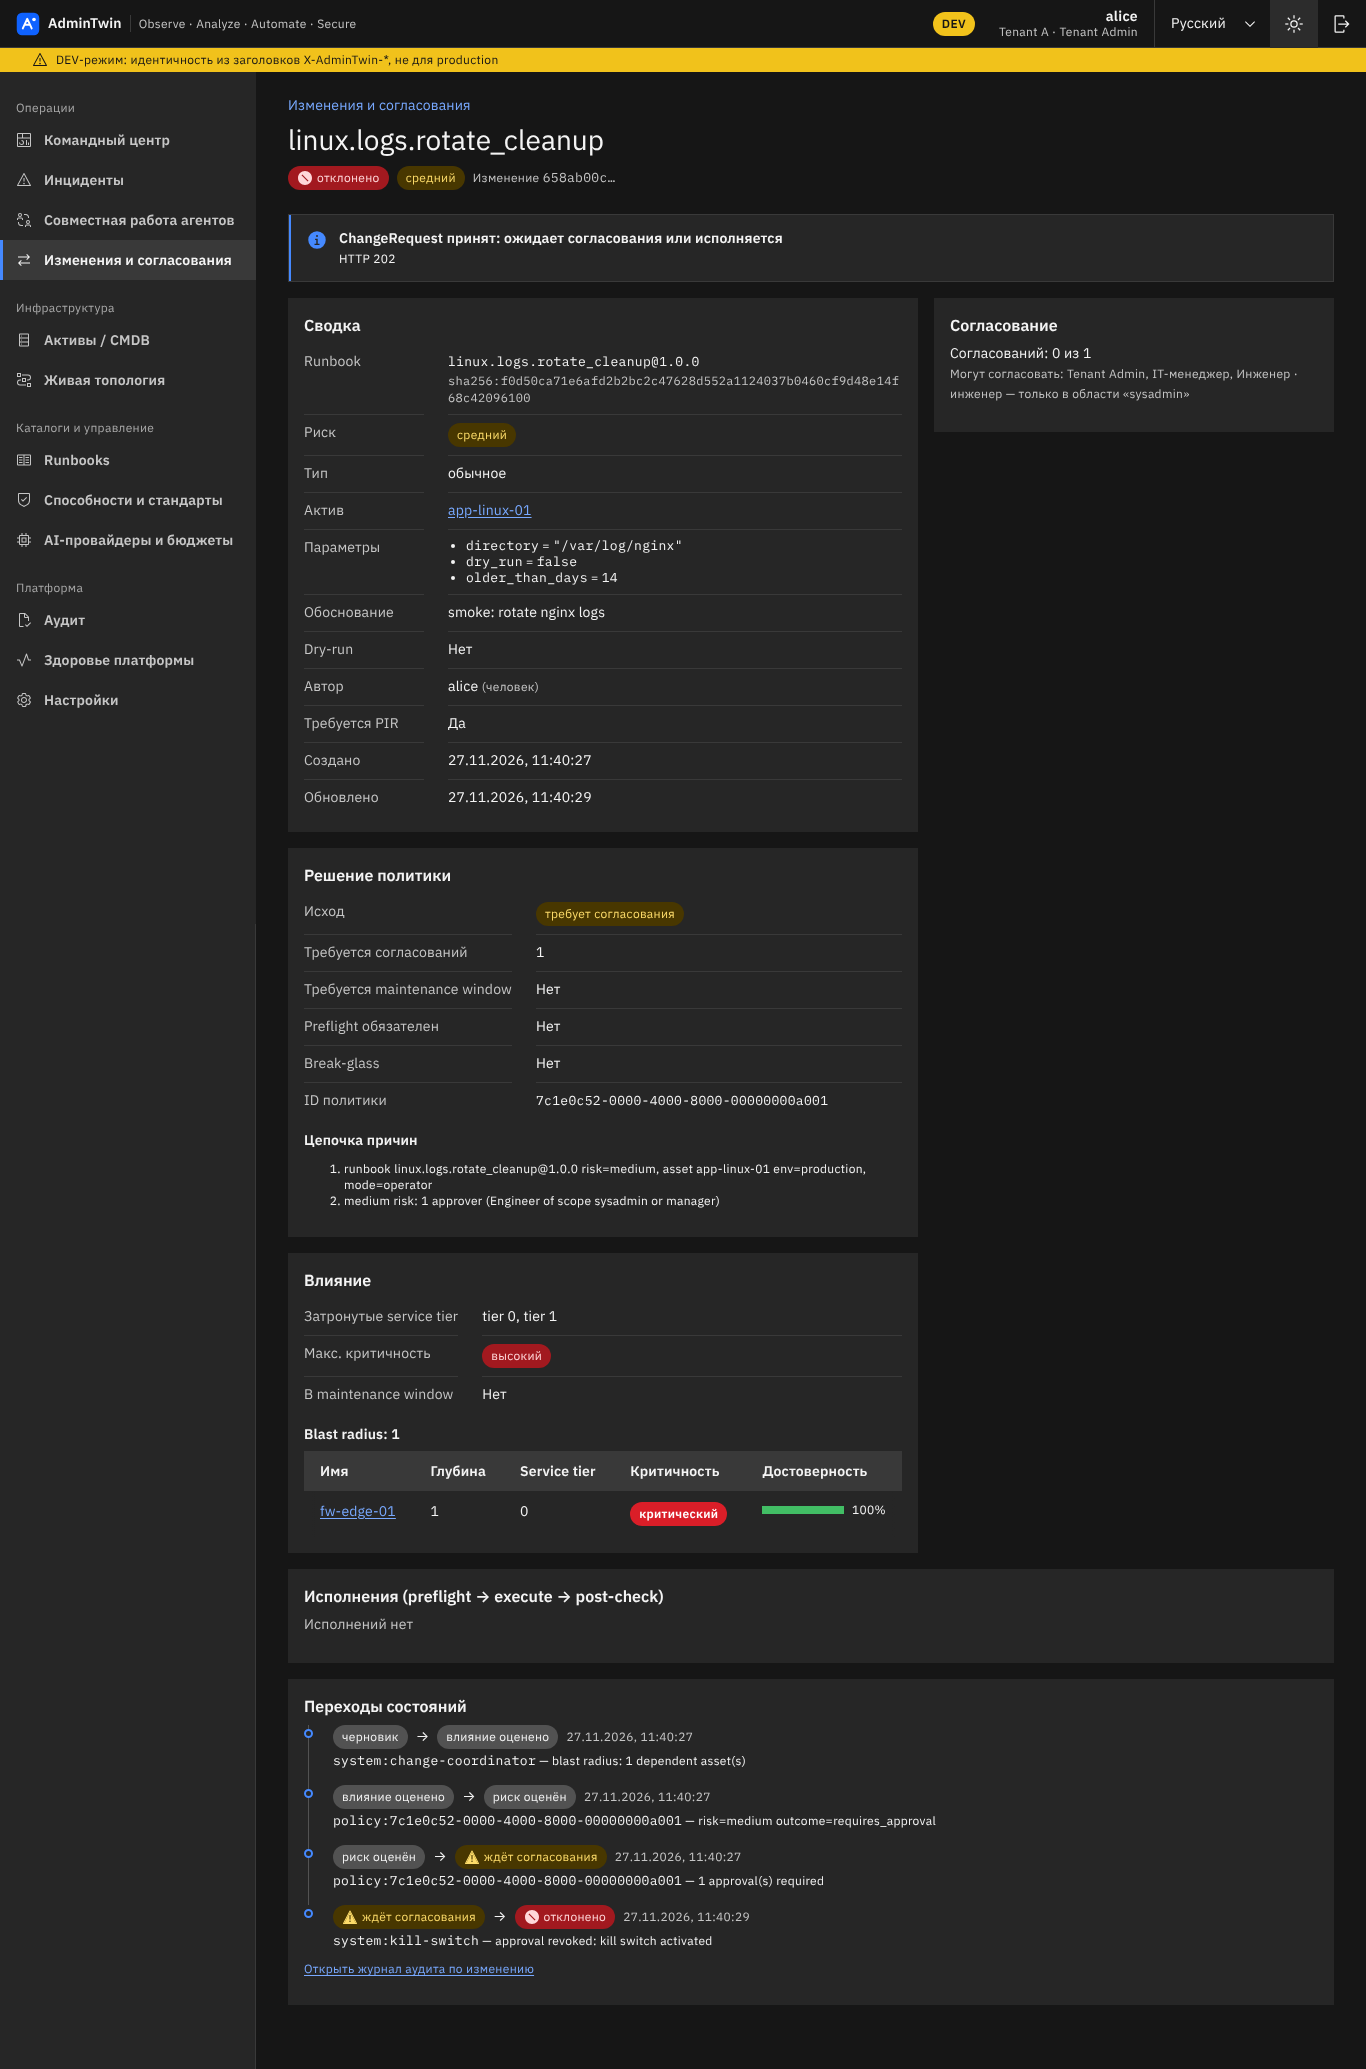 AdminTwin
Observe · Analyze · Automate · Secure
DEV
alice
Tenant A · Tenant Admin
Русский
DEV-режим: идентичность из заголовков X-AdminTwin-*, не для production
Операции
Командный центр
Инциденты
Совместная работа агентов
Изменения и согласования
Инфраструктура
Активы / CMDB
Живая топология
Каталоги и управление
Runbooks
Способности и стандарты
AI-провайдеры и бюджеты
Платформа
Аудит
Здоровье платформы
Настройки
Изменения и согласования
linux.logs.rotate_cleanup
отклонено средний Изменение 658ab00c…
ChangeRequest принят: ожидает согласования или исполняется
HTTP 202
Сводка
Runbook linux.logs.rotate_cleanup@1.0.0
sha256:f0d50ca71e6afd2b2bc2c47628d552a1124037b0460cf9d48e14f
68c42096100
Риск средний
Тип обычное
Актив app-linux-01
Параметры
• directory = "/var/log/nginx"
• dry_run = false
• older_than_days = 14
Обоснование smoke: rotate nginx logs
Dry-run Нет
Автор alice (человек)
Требуется PIR Да
Создано 27.11.2026, 11:40:27
Обновлено 27.11.2026, 11:40:29
Согласование
Согласований: 0 из 1
Могут согласовать: Tenant Admin, IT-менеджер, Инженер ·
инженер — только в области «sysadmin»
Решение политики
Исход требует согласования
Требуется согласований 1
Требуется maintenance window Нет
Preflight обязателен Нет
Break-glass Нет
ID политики 7c1e0c52-0000-4000-8000-00000000a001
Цепочка причин
1. runbook linux.logs.rotate_cleanup@1.0.0 risk=medium, asset app-linux-01 env=production,
mode=operator
2. medium risk: 1 approver (Engineer of scope sysadmin or manager)
Влияние
Затронутые service tier tier 0, tier 1
Макс. критичность высокий
В maintenance window Нет
Blast radius: 1
Имя Глубина Service tier Критичность Достоверность
fw-edge-01 1 0 критический 100%
Исполнения (preflight → execute → post-check)
Исполнений нет
Переходы состояний
черновик → влияние оценено 27.11.2026, 11:40:27
system:change-coordinator — blast radius: 1 dependent asset(s)
влияние оценено → риск оценён 27.11.2026, 11:40:27
policy:7c1e0c52-0000-4000-8000-00000000a001 — risk=medium outcome=requires_approval
риск оценён → ждёт согласования 27.11.2026, 11:40:27
policy:7c1e0c52-0000-4000-8000-00000000a001 — 1 approval(s) required
ждёт согласования → отклонено 27.11.2026, 11:40:29
system:kill-switch — approval revoked: kill switch activated
Открыть журнал аудита по изменению